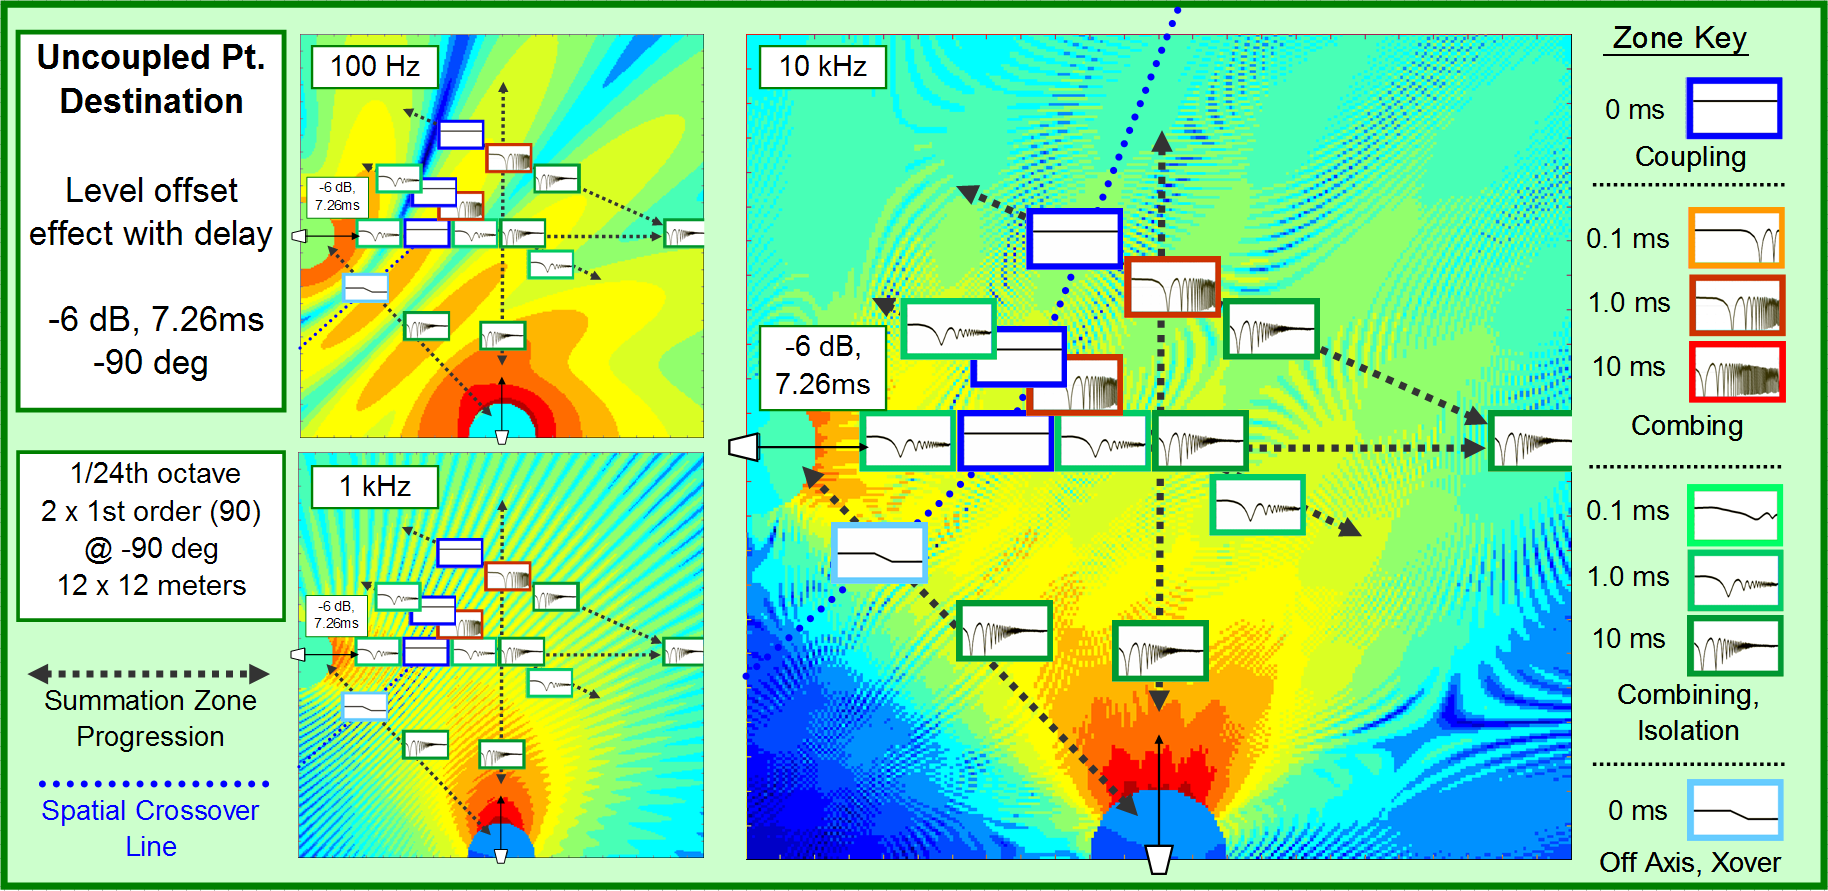 Uncoupled Pt.
Destination
Level offset
effect with delay
-6 dB, 7.26ms
-90 deg
1/24th octave
2 x 1st order (90)
@ -90 deg
12 x 12 meters
Summation Zone
Progression
Spatial Crossover
Line
100 Hz
-6 dB,
7.26ms
1 kHz
-6 dB,
7.26ms
10 kHz
-6 dB,
7.26ms
Zone Key
0 ms
Coupling
0.1 ms
1.0 ms
10 ms
Combing
0.1 ms
1.0 ms
10 ms
Combining,
Isolation
0 ms
Off Axis, Xover